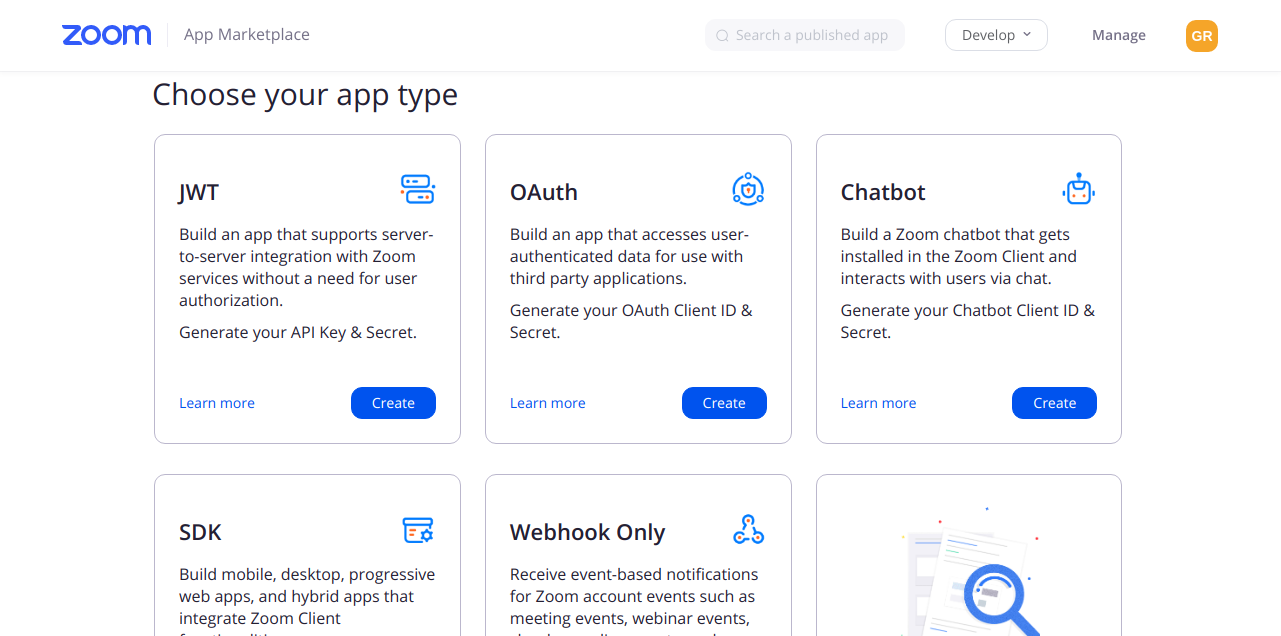 zoom App Marketplace Search a published app Develop Manage GR
Choose your app type
JWT
Build an app that supports server-
to-server integration with Zoom
services without a need for user
authorization.
Generate your API Key & Secret.
Learn more Create
OAuth
Build an app that accesses user-
authenticated data for use with
third party applications.
Generate your OAuth Client ID &
Secret.
Learn more Create
Chatbot
Build a Zoom chatbot that gets
installed in the Zoom Client and
interacts with users via chat.
Generate your Chatbot Client ID &
Secret.
Learn more Create
SDK
Build mobile, desktop, progressive
web apps, and hybrid apps that
integrate Zoom Client
Webhook Only
Receive event-based notifications
for Zoom account events such as
meeting events, webinar events,